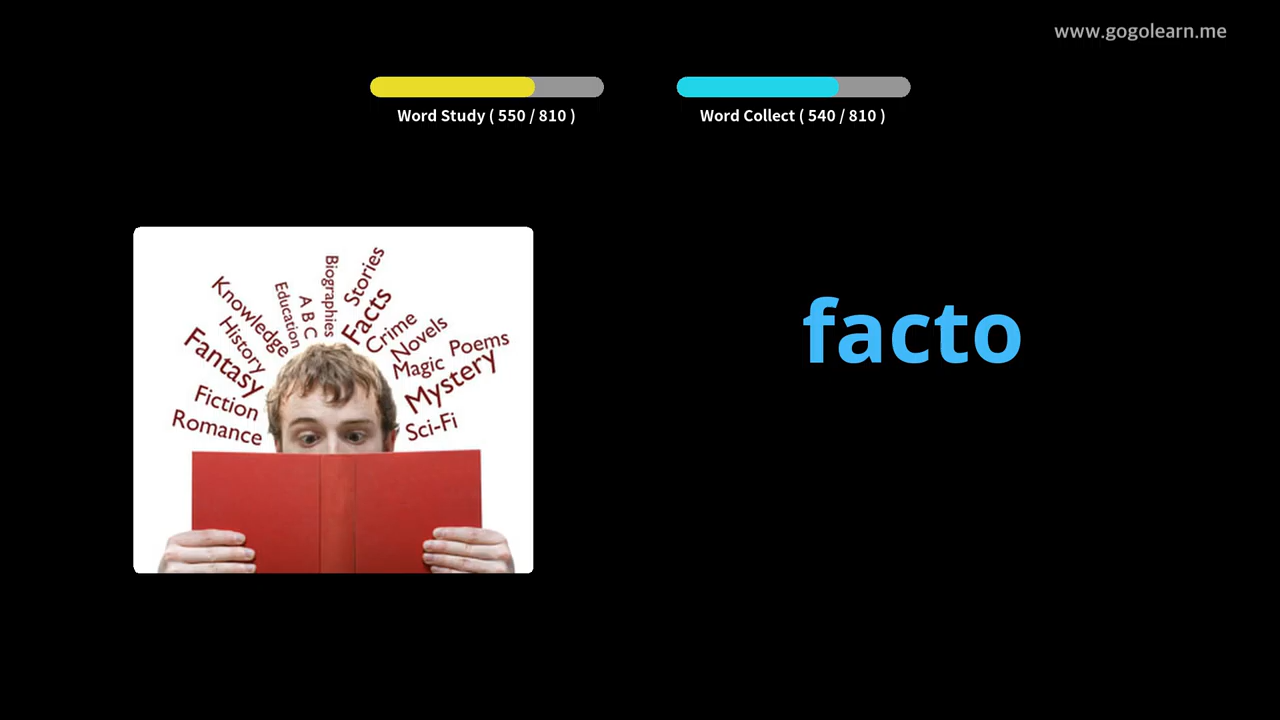 www.gogolearn.me
Word Study ( 550 / 810 )
Word Collect ( 540 / 810 )
Stories
Biographies
Facts
A B C
Education
Knowledge
Crime
History
Novels
Poems
Fantasy
Magic
Mystery
Fiction
Sci-Fi
Romance
facto